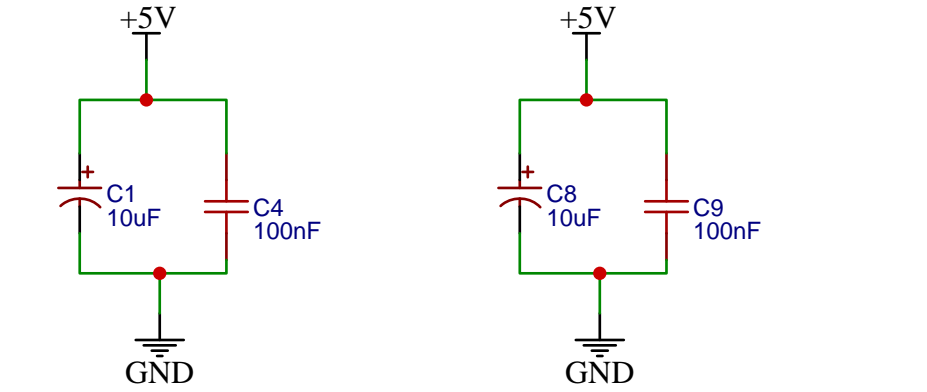 +5V
+
C1
10uF
C4
100nF
GND
+5V
+
C8
10uF
C9
100nF
GND